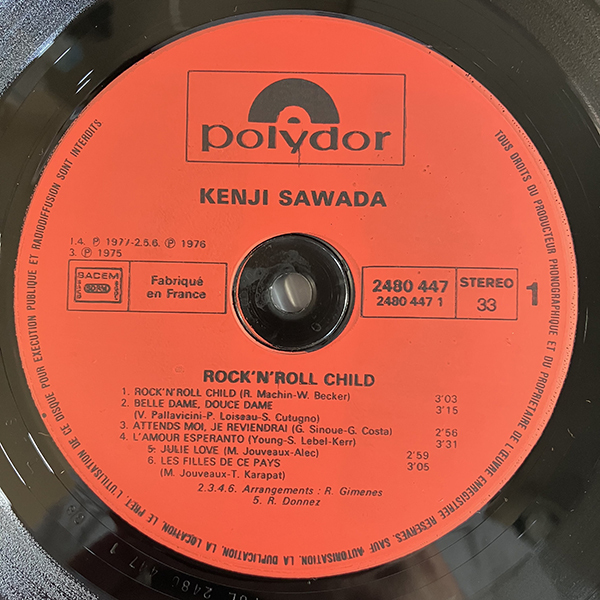 polydor
KENJI SAWADA
1.4. ℗ 1977-2.5.6. ℗ 1976
3. ℗ 1975
SACEM
SDRM
Fabriqué
en France
2480 447
2480 447 1
STEREO
33
1
ROCK'N'ROLL CHILD
1. ROCK'N'ROLL CHILD (R. Machin-W. Becker) 3'03
2. BELLE DAME, DOUCE DAME 3'15
(V. Pallavicini-P. Loiseau-S. Cutugno)
3. ATTENDS MOI, JE REVIENDRAI (G. Sinoue-G. Costa) 2'56
4. L'AMOUR ESPERANTO (Young-S. Lebel-Kerr) 3'31
5. JULIE LOVE (M. Jouveaux-Alec) 2'59
6. LES FILLES DE CE PAYS 3'05
(M. Jouveaux-T. Karapat)
2.3.4.6. Arrangements : R. Gimenes
5. R. Donnez
TOUS DROITS DU PRODUCTEUR PHONOGRAPHIQUE ET DU PROPRIETAIRE DE L'ŒUVRE ENREGISTREE RESERVES. SAUF AUTORISATION, LA DUPLICATION, LA LOCATION, LE PRET, L'UTILISATION DE CE DISQUE POUR EXECUTION PUBLIQUE ET RADIODIFFUSION SONT INTERDITS
2480 447 1